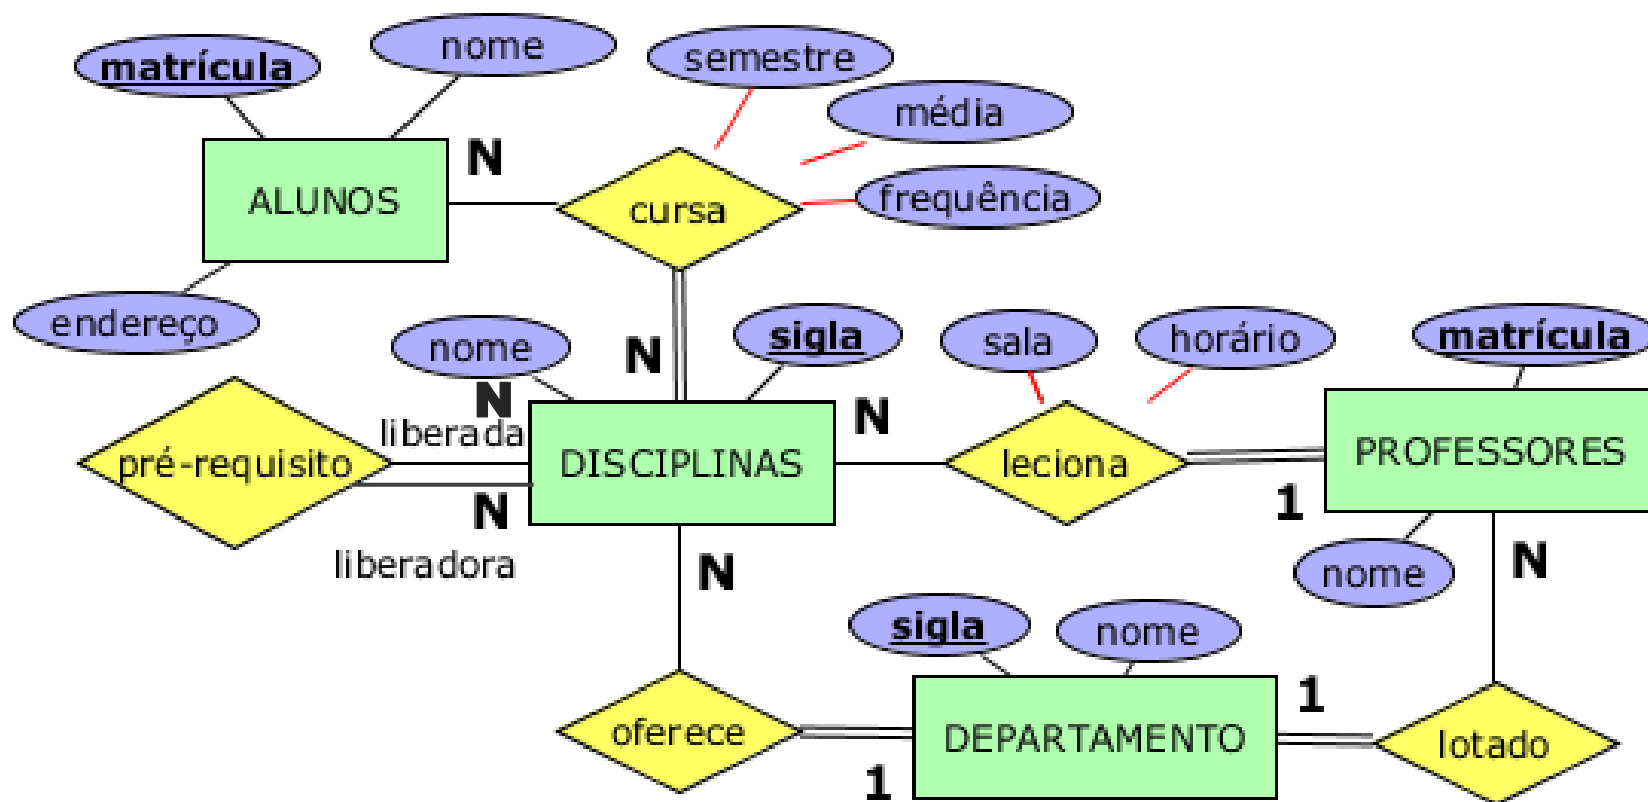 nome
semestre
matrícula
média
N
frequência
ALUNOS
cursa
endereço
nome
N
sigla
sala
horário
matrícula
N
liberada
N
pré-requisito
DISCIPLINAS
leciona
PROFESSORES
N
1
liberadora
N
nome
N
sigla
nome
1
oferece
DEPARTAMENTO
lotado
1